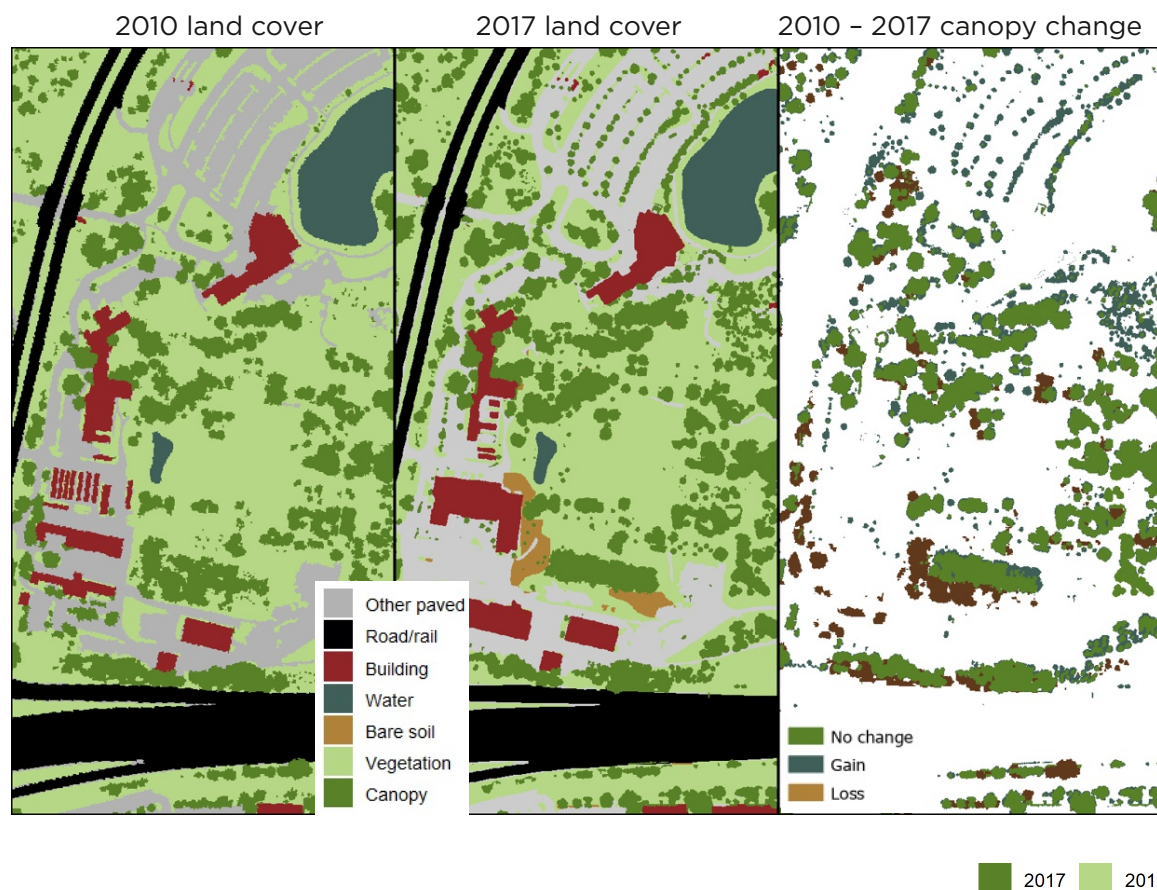 2010 land cover
2017 land cover
2010 – 2017 canopy change
Other paved
Road/rail
Building
Water
Bare soil
Vegetation
Canopy
No change
Gain
Loss
2017
201